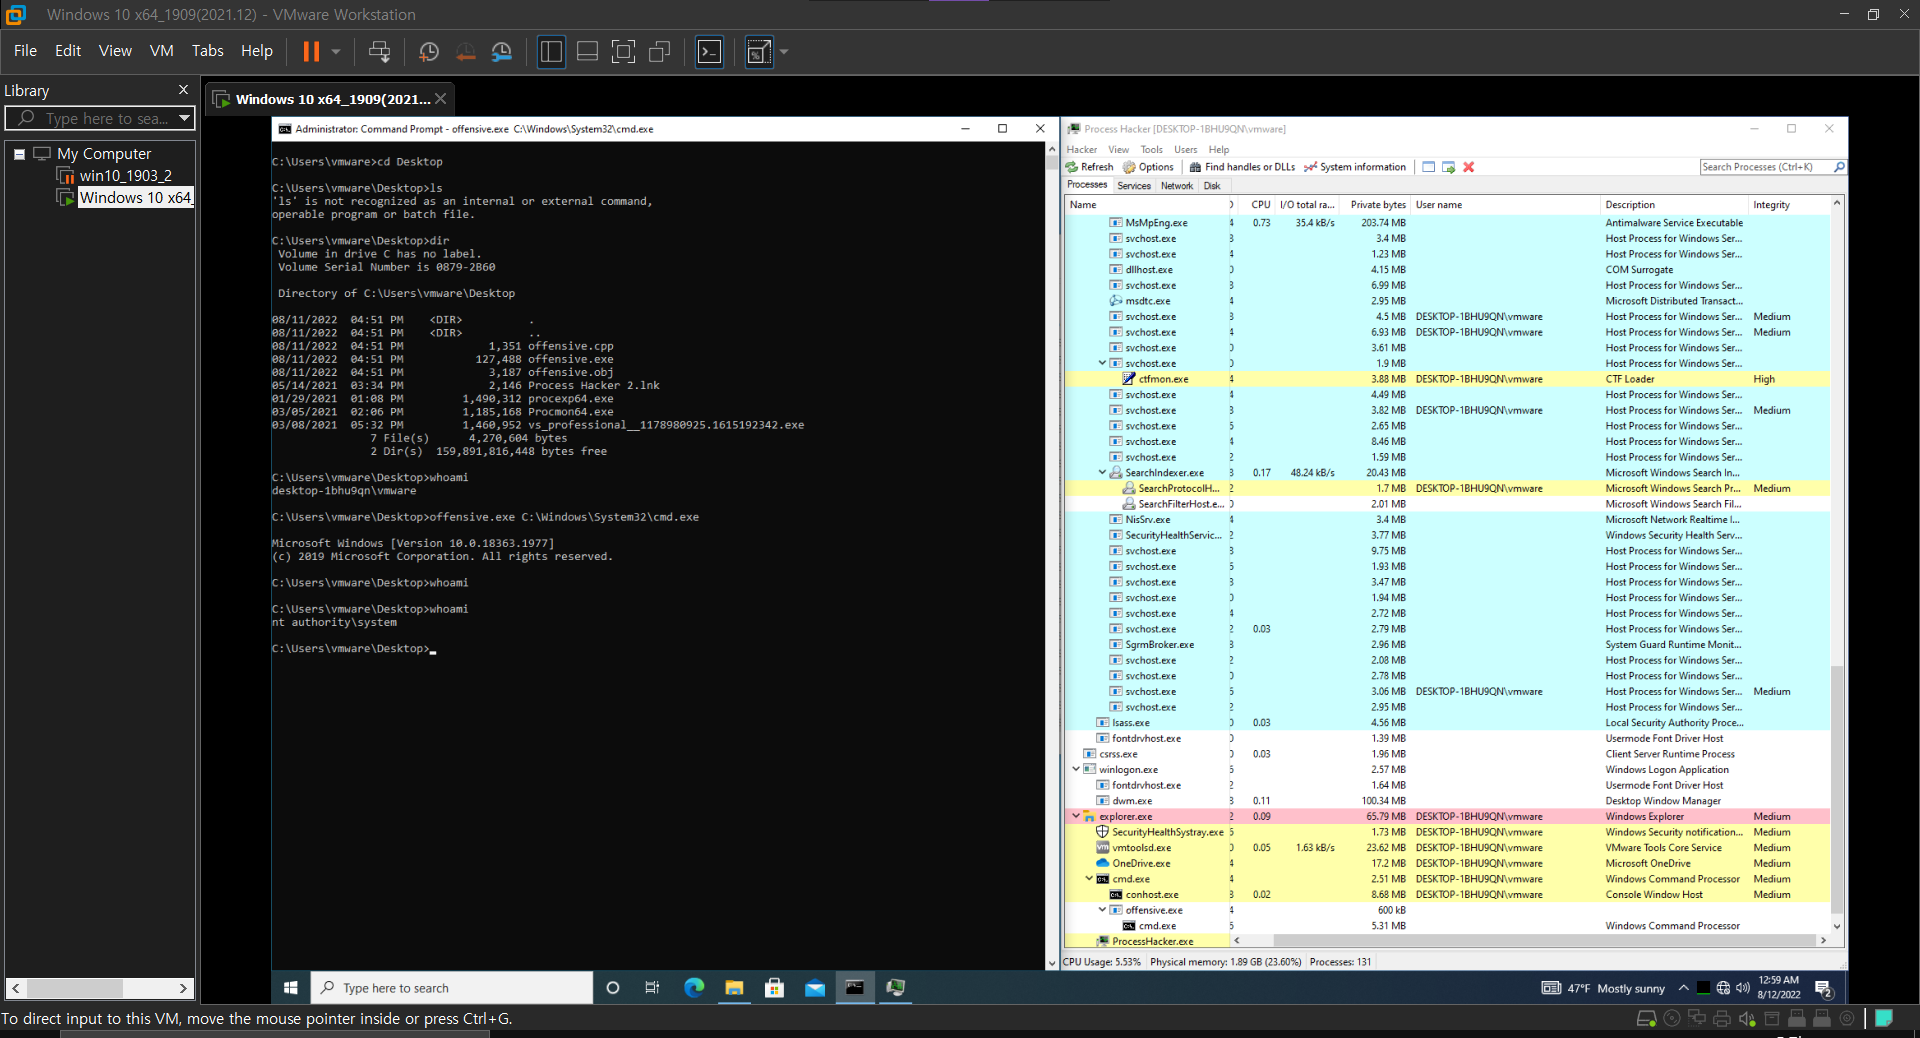 Windows 10 x64_1909(2021.12) - VMware Workstation
File Edit View VM Tabs Help
Library
Type here to sea...
My Computer
win10_1903_2
Windows 10 x64_
Windows 10 x64_1909(2021...
Administrator: Command Prompt - offensive.exe C:\Windows\System32\cmd.exe
C:\Users\vmware>cd Desktop
C:\Users\vmware\Desktop>ls
'ls' is not recognized as an internal or external command,
operable program or batch file.
C:\Users\vmware\Desktop>dir
Volume in drive C has no label.
Volume Serial Number is 0879-2B60
Directory of C:\Users\vmware\Desktop
08/11/2022 04:51 PM <DIR> .
08/11/2022 04:51 PM <DIR> ..
08/11/2022 04:51 PM 1,351 offensive.cpp
08/11/2022 04:51 PM 127,488 offensive.exe
08/11/2022 04:51 PM 3,187 offensive.obj
05/14/2021 03:34 PM 2,146 Process Hacker 2.lnk
01/29/2021 01:08 PM 1,490,312 procexp64.exe
03/05/2021 02:06 PM 1,185,168 Procmon64.exe
03/08/2021 05:32 PM 1,460,952 vs_professional__1178980925.1615192342.exe
7 File(s) 4,270,604 bytes
2 Dir(s) 159,891,816,448 bytes free
C:\Users\vmware\Desktop>whoami
desktop-1bhu9qn\vmware
C:\Users\vmware\Desktop>offensive.exe C:\Windows\System32\cmd.exe
Microsoft Windows [Version 10.0.18363.1977]
(c) 2019 Microsoft Corporation. All rights reserved.
C:\Users\vmware\Desktop>whoami
C:\Users\vmware\Desktop>whoami
nt authority\system
C:\Users\vmware\Desktop>_
Process Hacker [DESKTOP-1BHU9QN\vmware]
Hacker View Tools Users Help
Refresh Options Find handles or DLLs System information Search Processes (Ctrl+K)
Processes Services Network Disk
Name CPU I/O total ra... Private bytes User name Description Integrity
MsMpEng.exe 4 0.73 35.4 kB/s 203.74 MB Antimalware Service Executable
svchost.exe 3.4 MB Host Process for Windows Ser...
svchost.exe 4 1.23 MB Host Process for Windows Ser...
dllhost.exe 4.15 MB COM Surrogate
svchost.exe 6.99 MB Host Process for Windows Ser...
msdtc.exe 4 2.95 MB Microsoft Distributed Transact...
svchost.exe 4.5 MB DESKTOP-1BHU9QN\vmware Host Process for Windows Ser... Medium
svchost.exe 4 6.93 MB DESKTOP-1BHU9QN\vmware Host Process for Windows Ser... Medium
svchost.exe 3.61 MB Host Process for Windows Ser...
svchost.exe 1.9 MB Host Process for Windows Ser...
ctfmon.exe 4 3.88 MB DESKTOP-1BHU9QN\vmware CTF Loader High
svchost.exe 4.49 MB Host Process for Windows Ser...
svchost.exe 3.82 MB DESKTOP-1BHU9QN\vmware Host Process for Windows Ser... Medium
svchost.exe 2.65 MB Host Process for Windows Ser...
svchost.exe 4 8.46 MB Host Process for Windows Ser...
svchost.exe 2 1.59 MB Host Process for Windows Ser...
SearchIndexer.exe 0.17 48.24 kB/s 20.43 MB Microsoft Windows Search In...
SearchProtocolH... 2 1.7 MB DESKTOP-1BHU9QN\vmware Microsoft Windows Search Pr... Medium
SearchFilterHost.e... 2.01 MB Microsoft Windows Search Fil...
NisSrv.exe 4 3.4 MB Microsoft Network Realtime I...
SecurityHealthServic... 2 3.77 MB Windows Security Health Serv...
svchost.exe 9.75 MB Host Process for Windows Ser...
svchost.exe 1.93 MB Host Process for Windows Ser...
svchost.exe 3.47 MB Host Process for Windows Ser...
svchost.exe 1.94 MB Host Process for Windows Ser...
svchost.exe 4 2.72 MB Host Process for Windows Ser...
svchost.exe 2 0.03 2.79 MB Host Process for Windows Ser...
SgrmBroker.exe 2.96 MB System Guard Runtime Monit...
svchost.exe 2 2.08 MB Host Process for Windows Ser...
svchost.exe 2.78 MB Host Process for Windows Ser...
svchost.exe 3.06 MB DESKTOP-1BHU9QN\vmware Host Process for Windows Ser... Medium
svchost.exe 2 2.95 MB Host Process for Windows Ser...
lsass.exe 0.03 4.56 MB Local Security Authority Proce...
fontdrvhost.exe 1.39 MB Usermode Font Driver Host
csrss.exe 0.03 1.96 MB Client Server Runtime Process
winlogon.exe 2.57 MB Windows Logon Application
fontdrvhost.exe 2 1.64 MB Usermode Font Driver Host
dwm.exe 0.11 100.34 MB Desktop Window Manager
explorer.exe 2 0.09 65.79 MB DESKTOP-1BHU9QN\vmware Windows Explorer Medium
SecurityHealthSystray.exe 1.73 MB DESKTOP-1BHU9QN\vmware Windows Security notification... Medium
vmtoolsd.exe 0.05 1.63 kB/s 23.62 MB DESKTOP-1BHU9QN\vmware VMware Tools Core Service Medium
OneDrive.exe 4 17.2 MB DESKTOP-1BHU9QN\vmware Microsoft OneDrive Medium
cmd.exe 4 2.51 MB DESKTOP-1BHU9QN\vmware Windows Command Processor Medium
conhost.exe 0.02 8.68 MB DESKTOP-1BHU9QN\vmware Console Window Host Medium
offensive.exe 4 600 kB
cmd.exe 5.31 MB Windows Command Processor
ProcessHacker.exe
CPU Usage: 5.53% Physical memory: 1.89 GB (23.60%) Processes: 131
Type here to search
47°F Mostly sunny
12:59 AM
8/12/2022
2
To direct input to this VM, move the mouse pointer inside or press Ctrl+G.